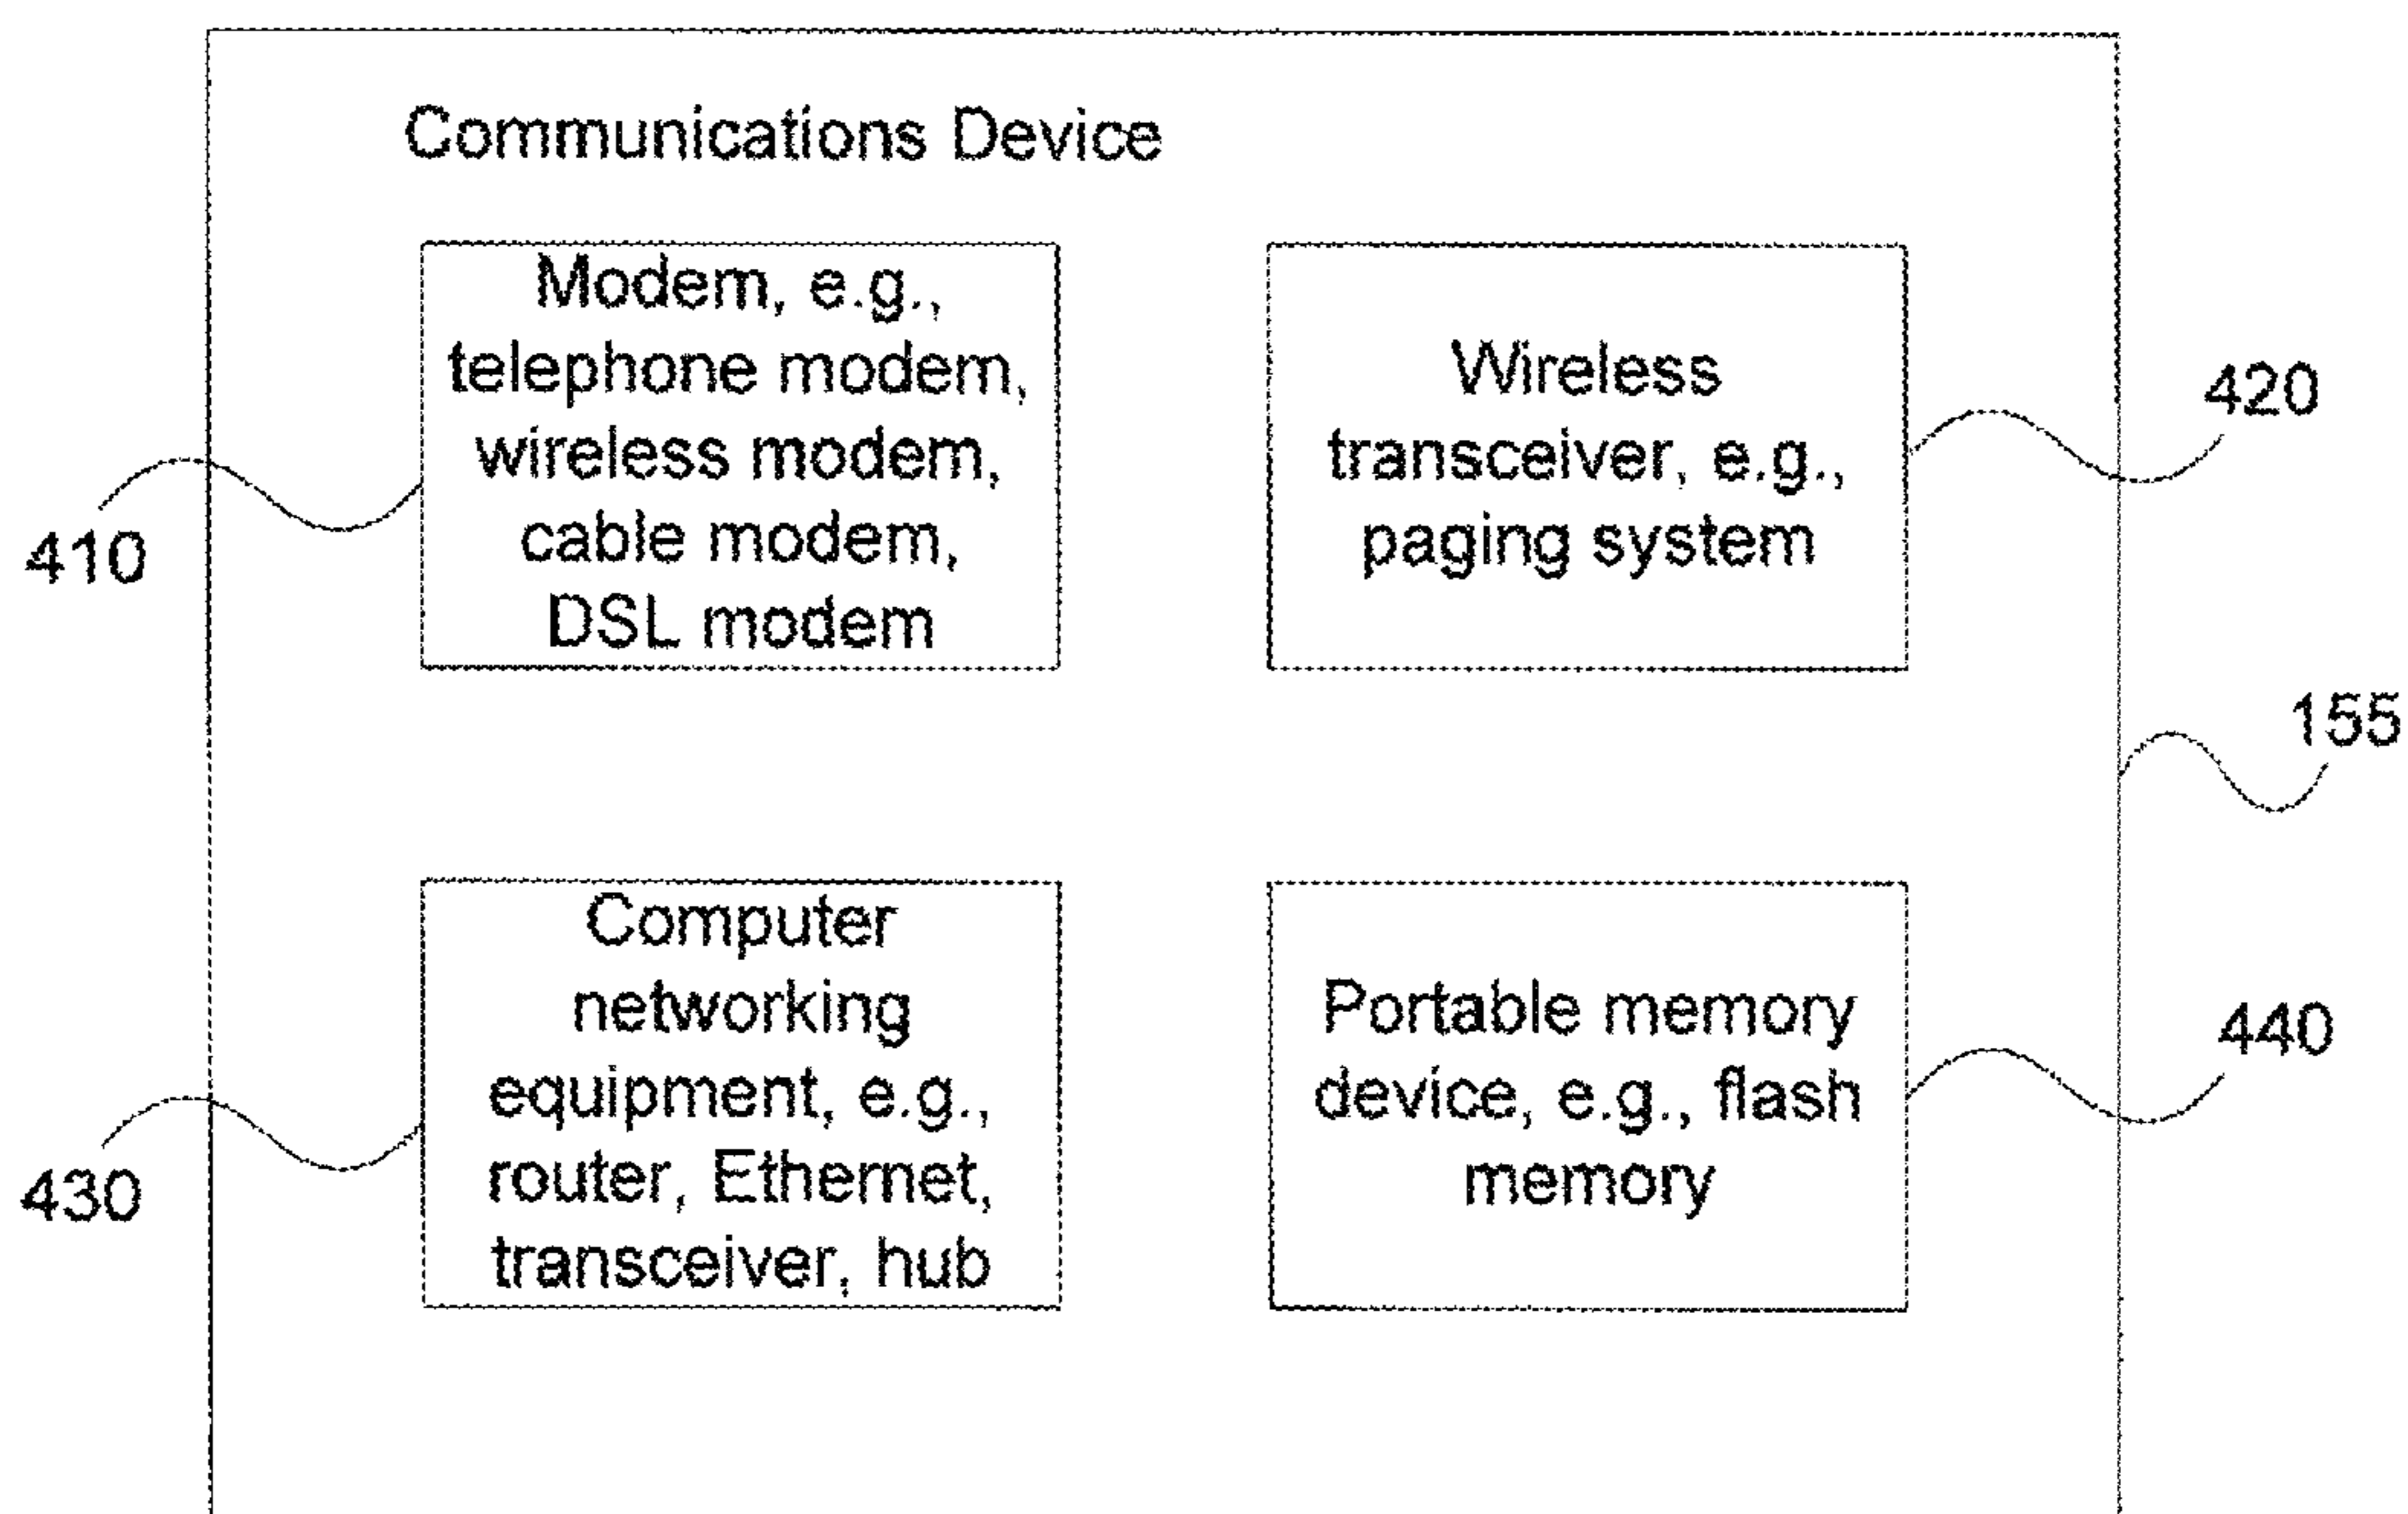 Communications Device
Modem, e.g.,
telephone modem,
wireless modem,
cable modem,
DSL modem
410
Wireless
transceiver, e.g.,
paging system
420
155
Computer
networking
equipment, e.g.,
router, Ethernet,
transceiver, hub
430
Portable memory
device, e.g., flash
memory
440